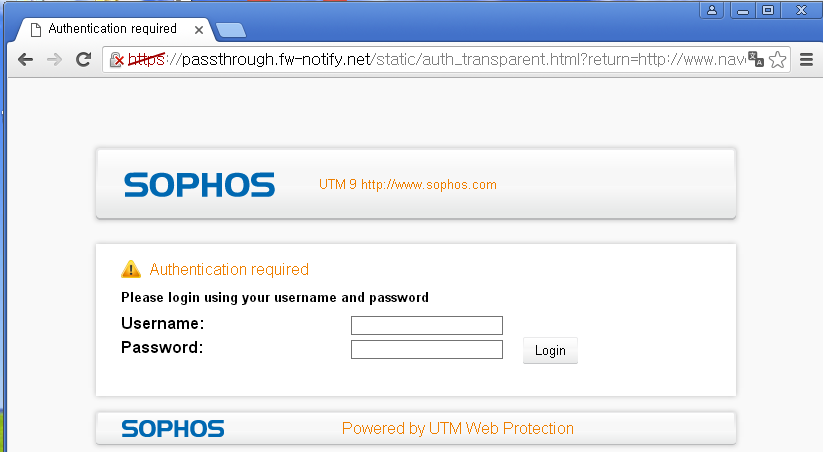 Authentication required
https://passthrough.fw-notify.net/static/auth_transparent.html?return=http://www.nav
SOPHOS UTM 9 http://www.sophos.com
Authentication required
Please login using your username and password
Username:
Password: Login
SOPHOS Powered by UTM Web Protection